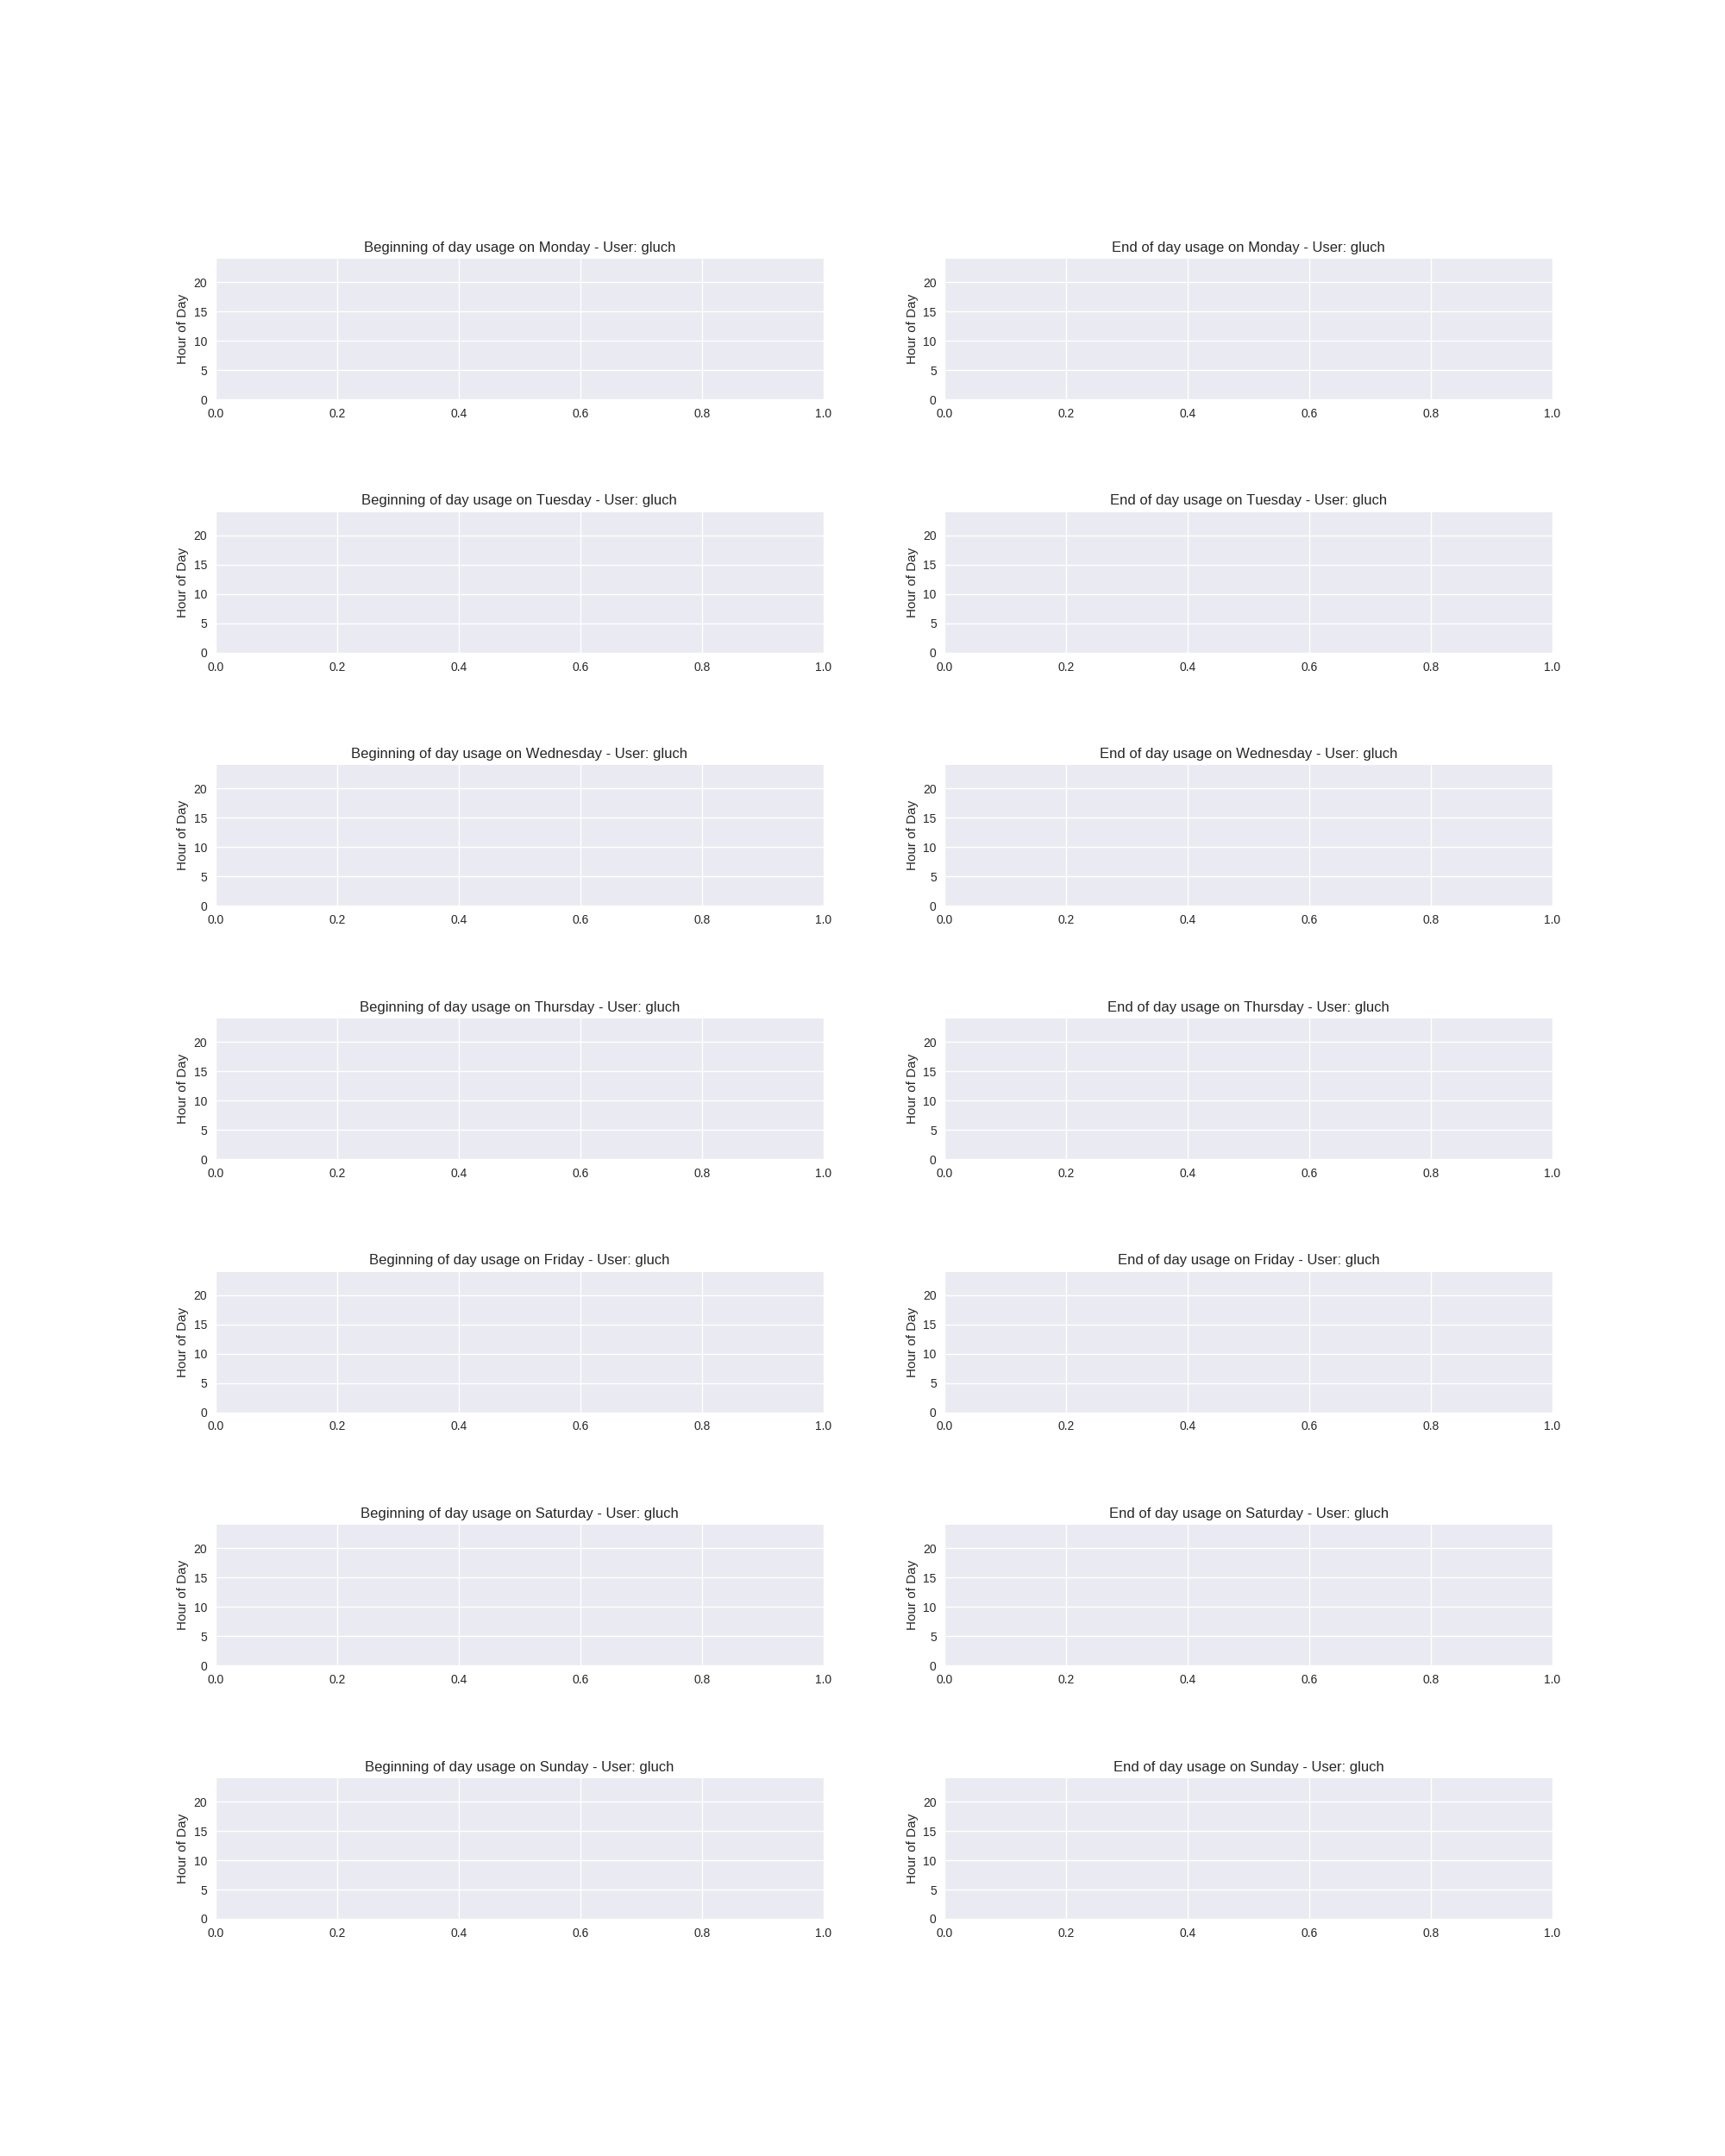 Beginning of day usage on Monday - User: gluch
Hour of Day
20
15
10
5
0
0.0 0.2 0.4 0.6 0.8 1.0
End of day usage on Monday - User: gluch
Hour of Day
20
15
10
5
0
0.0 0.2 0.4 0.6 0.8 1.0
Beginning of day usage on Tuesday - User: gluch
Hour of Day
20
15
10
5
0
0.0 0.2 0.4 0.6 0.8 1.0
End of day usage on Tuesday - User: gluch
Hour of Day
20
15
10
5
0
0.0 0.2 0.4 0.6 0.8 1.0
Beginning of day usage on Wednesday - User: gluch
Hour of Day
20
15
10
5
0
0.0 0.2 0.4 0.6 0.8 1.0
End of day usage on Wednesday - User: gluch
Hour of Day
20
15
10
5
0
0.0 0.2 0.4 0.6 0.8 1.0
Beginning of day usage on Thursday - User: gluch
Hour of Day
20
15
10
5
0
0.0 0.2 0.4 0.6 0.8 1.0
End of day usage on Thursday - User: gluch
Hour of Day
20
15
10
5
0
0.0 0.2 0.4 0.6 0.8 1.0
Beginning of day usage on Friday - User: gluch
Hour of Day
20
15
10
5
0
0.0 0.2 0.4 0.6 0.8 1.0
End of day usage on Friday - User: gluch
Hour of Day
20
15
10
5
0
0.0 0.2 0.4 0.6 0.8 1.0
Beginning of day usage on Saturday - User: gluch
Hour of Day
20
15
10
5
0
0.0 0.2 0.4 0.6 0.8 1.0
End of day usage on Saturday - User: gluch
Hour of Day
20
15
10
5
0
0.0 0.2 0.4 0.6 0.8 1.0
Beginning of day usage on Sunday - User: gluch
Hour of Day
20
15
10
5
0
0.0 0.2 0.4 0.6 0.8 1.0
End of day usage on Sunday - User: gluch
Hour of Day
20
15
10
5
0
0.0 0.2 0.4 0.6 0.8 1.0